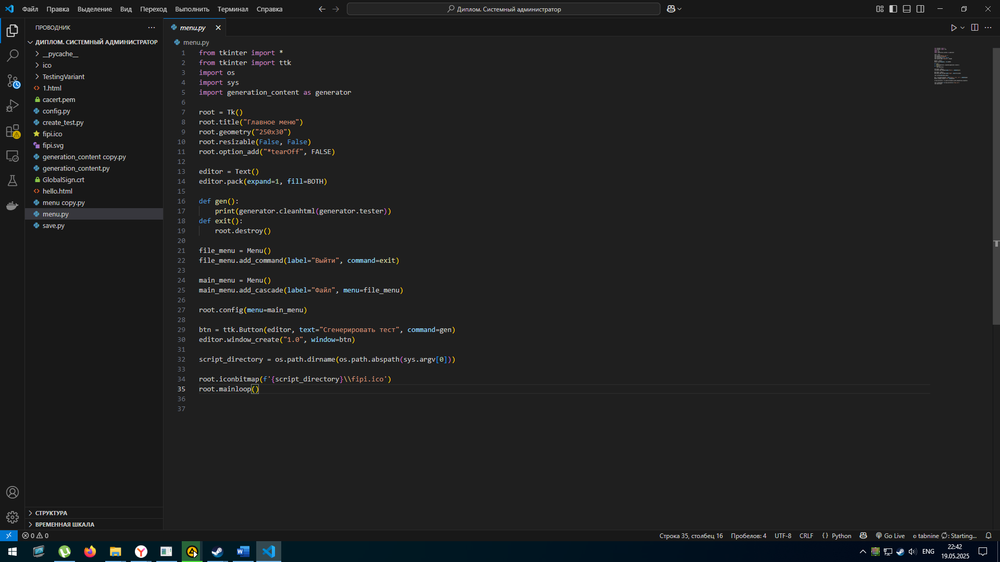 Файл Правка Выделение Вид Переход Выполнить Терминал Справка
Диплом. Системный администратор
ПРОВОДНИК
ДИПЛОМ. СИСТЕМНЫЙ АДМИНИСТРАТОР
__pycache__
ico
TestingVariant
1.html
cacert.pem
config.py
create_test.py
fipi.ico
fipi.svg
generation_content copy.py
generation_content.py
GlobalSign.crt
hello.html
menu copy.py
menu.py
save.py
СТРУКТУРА
ВРЕМЕННАЯ ШКАЛА
menu.py
menu.py
1 from tkinter import *
2 from tkinter import ttk
3 import os
4 import sys
5 import generation_content as generator
6
7 root = Tk()
8 root.title("Главное меню")
9 root.geometry("250x30")
10 root.resizable(False, False)
11 root.option_add("*tearOff", FALSE)
12
13 editor = Text()
14 editor.pack(expand=1, fill=BOTH)
15
16 def gen():
17     print(generator.cleanhtml(generator.tester))
18 def exit():
19     root.destroy()
20
21 file_menu = Menu()
22 file_menu.add_command(label="Выйти", command=exit)
23
24 main_menu = Menu()
25 main_menu.add_cascade(label="Файл", menu=file_menu)
26
27 root.config(menu=main_menu)
28
29 btn = ttk.Button(editor, text="Сгенерировать тест", command=gen)
30 editor.window_create("1.0", window=btn)
31
32 script_directory = os.path.dirname(os.path.abspath(sys.argv[0]))
33
34 root.iconbitmap(f'{script_directory}\\fipi.ico')
35 root.mainloop()
36
37
0 0
Строка 35, столбец 16 Пробелов: 4 UTF-8 CRLF {} Python Go Live tabnine : Starting...
ENG
22:42
19.05.2025